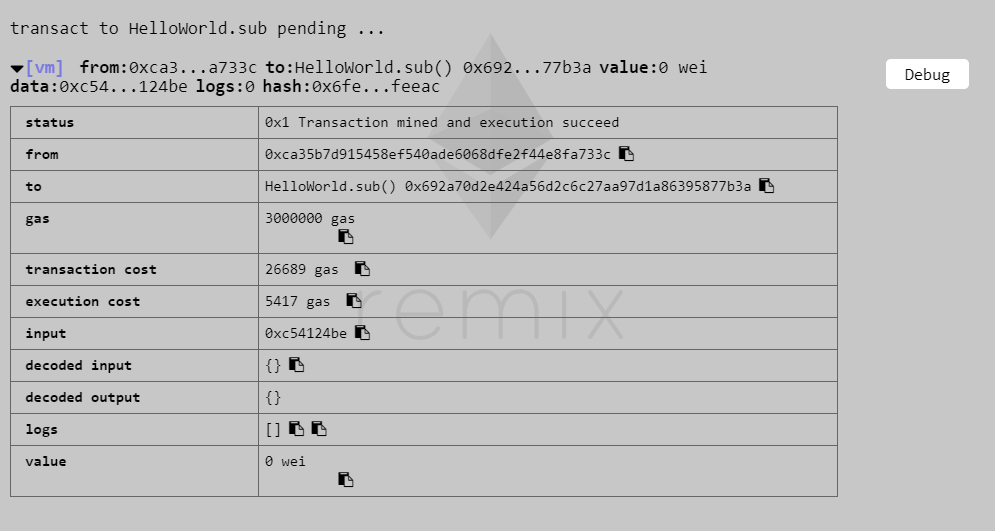 transact to HelloWorld.sub pending ...
[vm] from:0xca3...a733c to:HelloWorld.sub() 0x692...77b3a value:0 wei
data:0xc54...124be logs:0 hash:0x6fe...feeac
Debug
status 0x1 Transaction mined and execution succeed
from 0xca35b7d915458ef540ade6068dfe2f44e8fa733c
to HelloWorld.sub() 0x692a70d2e424a56d2c6c27aa97d1a86395877b3a
gas 3000000 gas
transaction cost 26689 gas
execution cost 5417 gas
input 0xc54124be
decoded input {}
decoded output {}
logs []
value 0 wei
remix